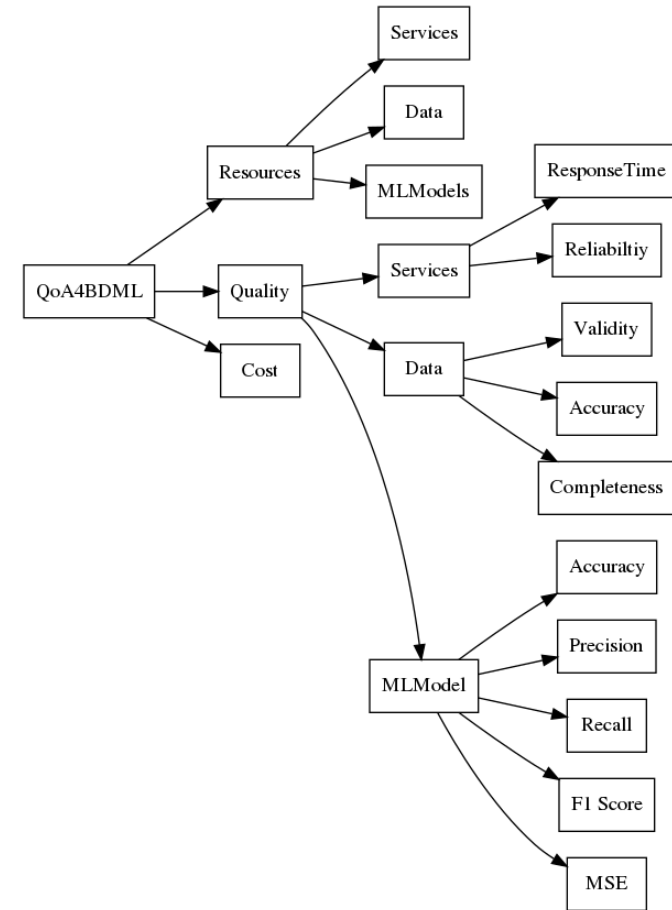 Services
Data
Resources
MLModels
ResponseTime
Reliabiltiy
QoA4BDML
Quality
Services
Validity
Cost
Data
Accuracy
Completeness
Accuracy
Precision
MLModel
Recall
F1 Score
MSE